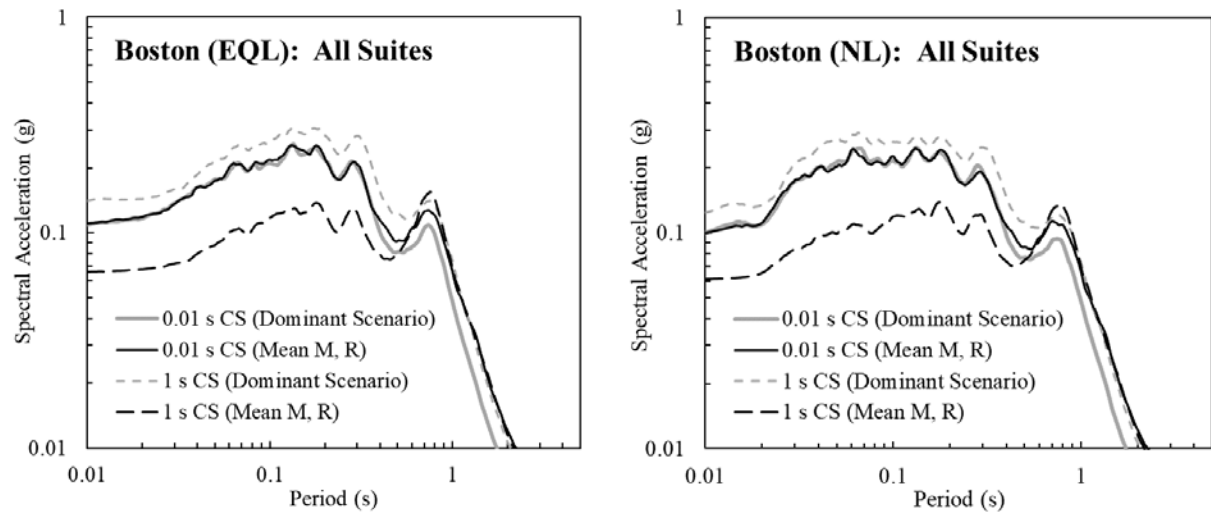 Boston (EQL): All Suites
Spectral Acceleration (g)
1
0.1
0.01
0.01 s CS (Dominant Scenario)
0.01 s CS (Mean M, R)
1 s CS (Dominant Scenario)
1 s CS (Mean M, R)
0.01
0.1
1
Period (s)
Boston (NL): All Suites
Spectral Acceleration (g)
1
0.1
0.01
0.01 s CS (Dominant Scenario)
0.01 s CS (Mean M, R)
1 s CS (Dominant Scenario)
1 s CS (Mean M, R)
0.01
0.1
1
Period (s)